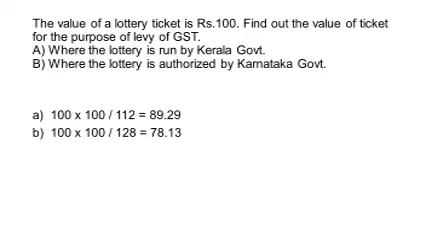 The value of a lottery ticket is Rs.100. Find out the value of ticket
for the purpose of levy of GST.
A) Where the lottery is run by Kerala Govt.
B) Where the lottery is authorized by Karnataka Govt.
a) 100 x 100 / 112 = 89.29
b) 100 x 100 / 128 = 78.13